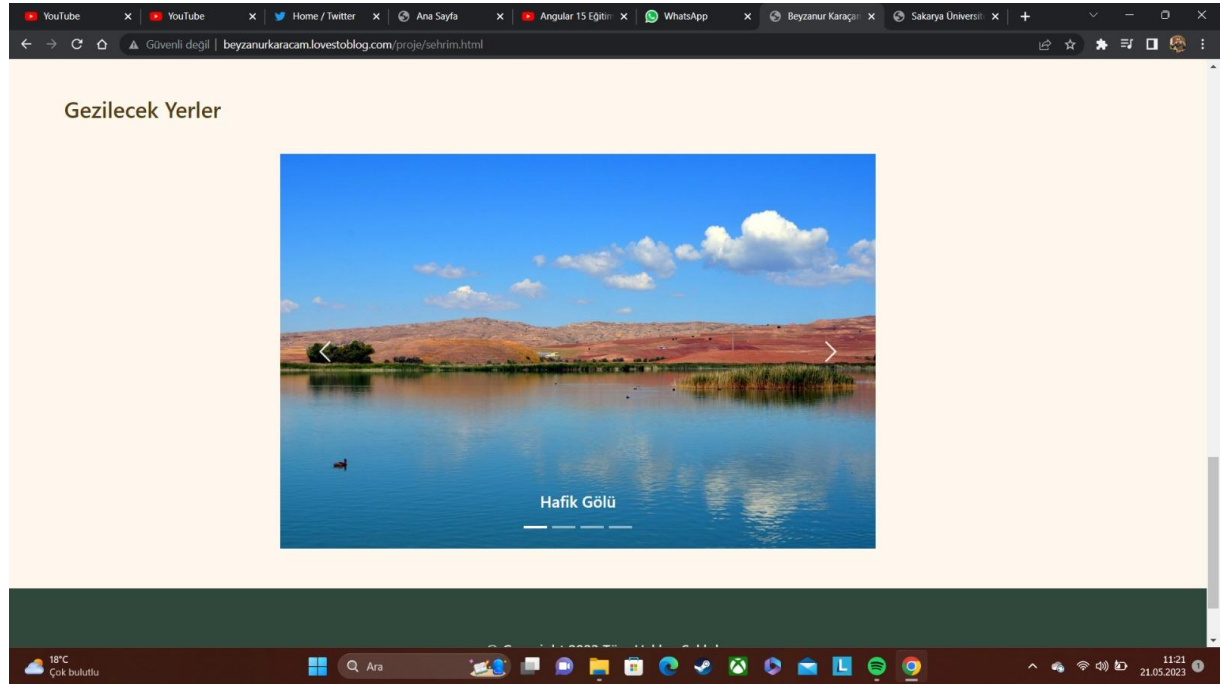 YouTube
YouTube
Home / Twitter
Ana Sayfa
Angular 15 Eğitim
WhatsApp
Beyzanur Karaçan
Sakarya Üniversit
Güvenli değil | beyzanurkaracam.lovestoblog.com/proje/sehrim.html
Gezilecek Yerler
Hafik Gölü
18°C
Çok bulutlu
Ara
11:21
21.05.2023